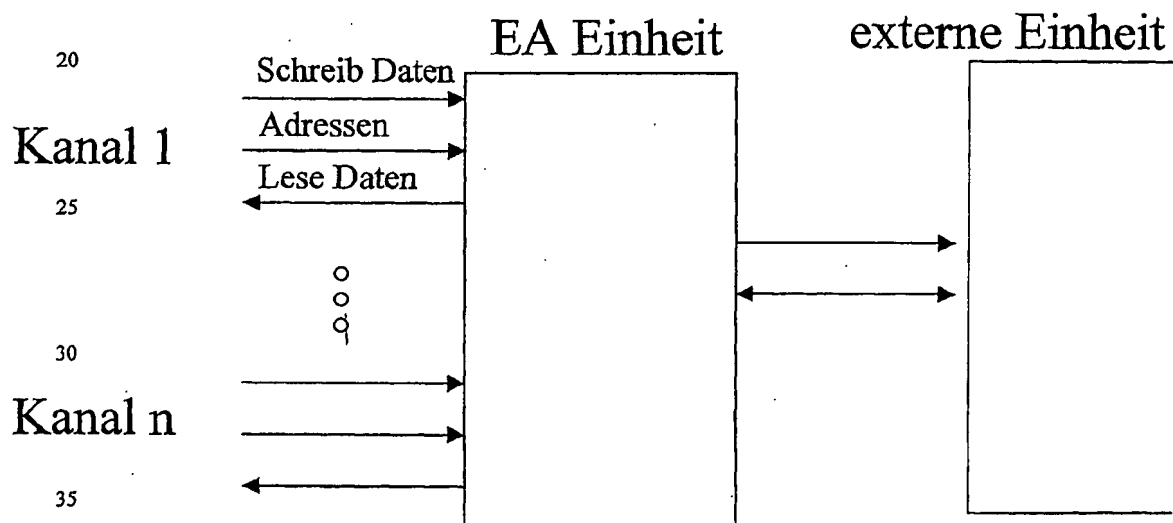 EA Einheit
externe Einheit
20
Schreib Daten
Adressen
Kanal 1
Lese Daten
25
30
Kanal n
35